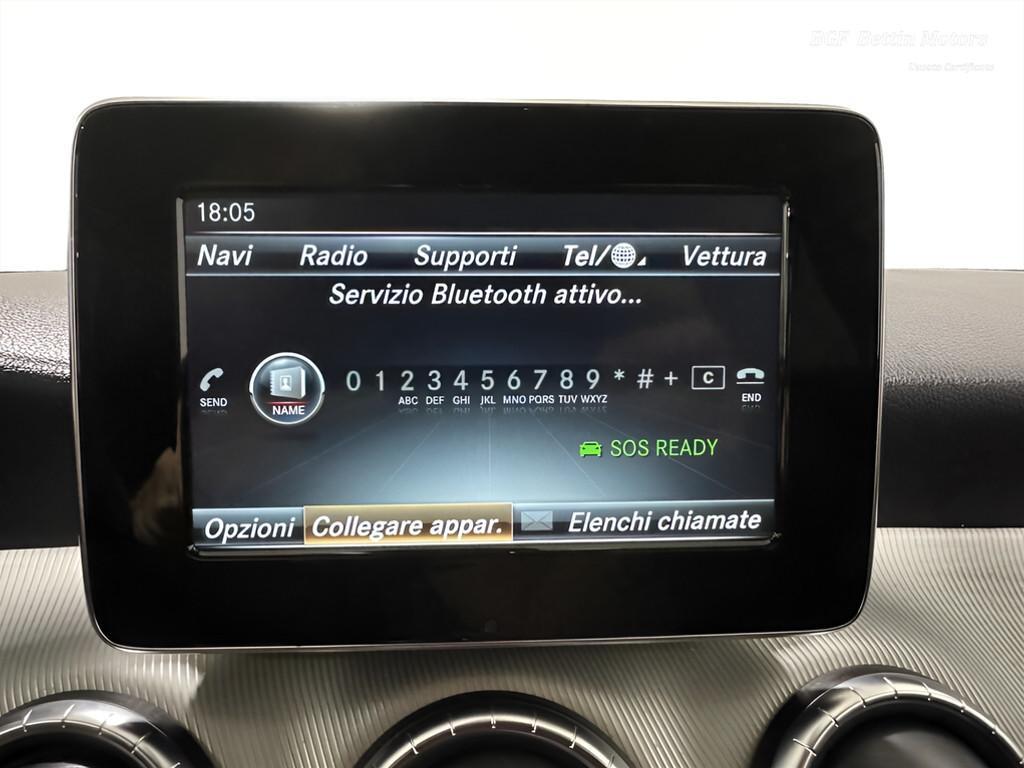 BGF Bettin Motors
Usato Certificato
18:05
Navi Radio Supporti Tel/ Vettura
Servizio Bluetooth attivo...
0 1 2 3 4 5 6 7 8 9 * # + C
SEND NAME ABC DEF GHI JKL MNO PQRS TUV WXYZ END
SOS READY
Opzioni Collegare appar. Elenchi chiamate